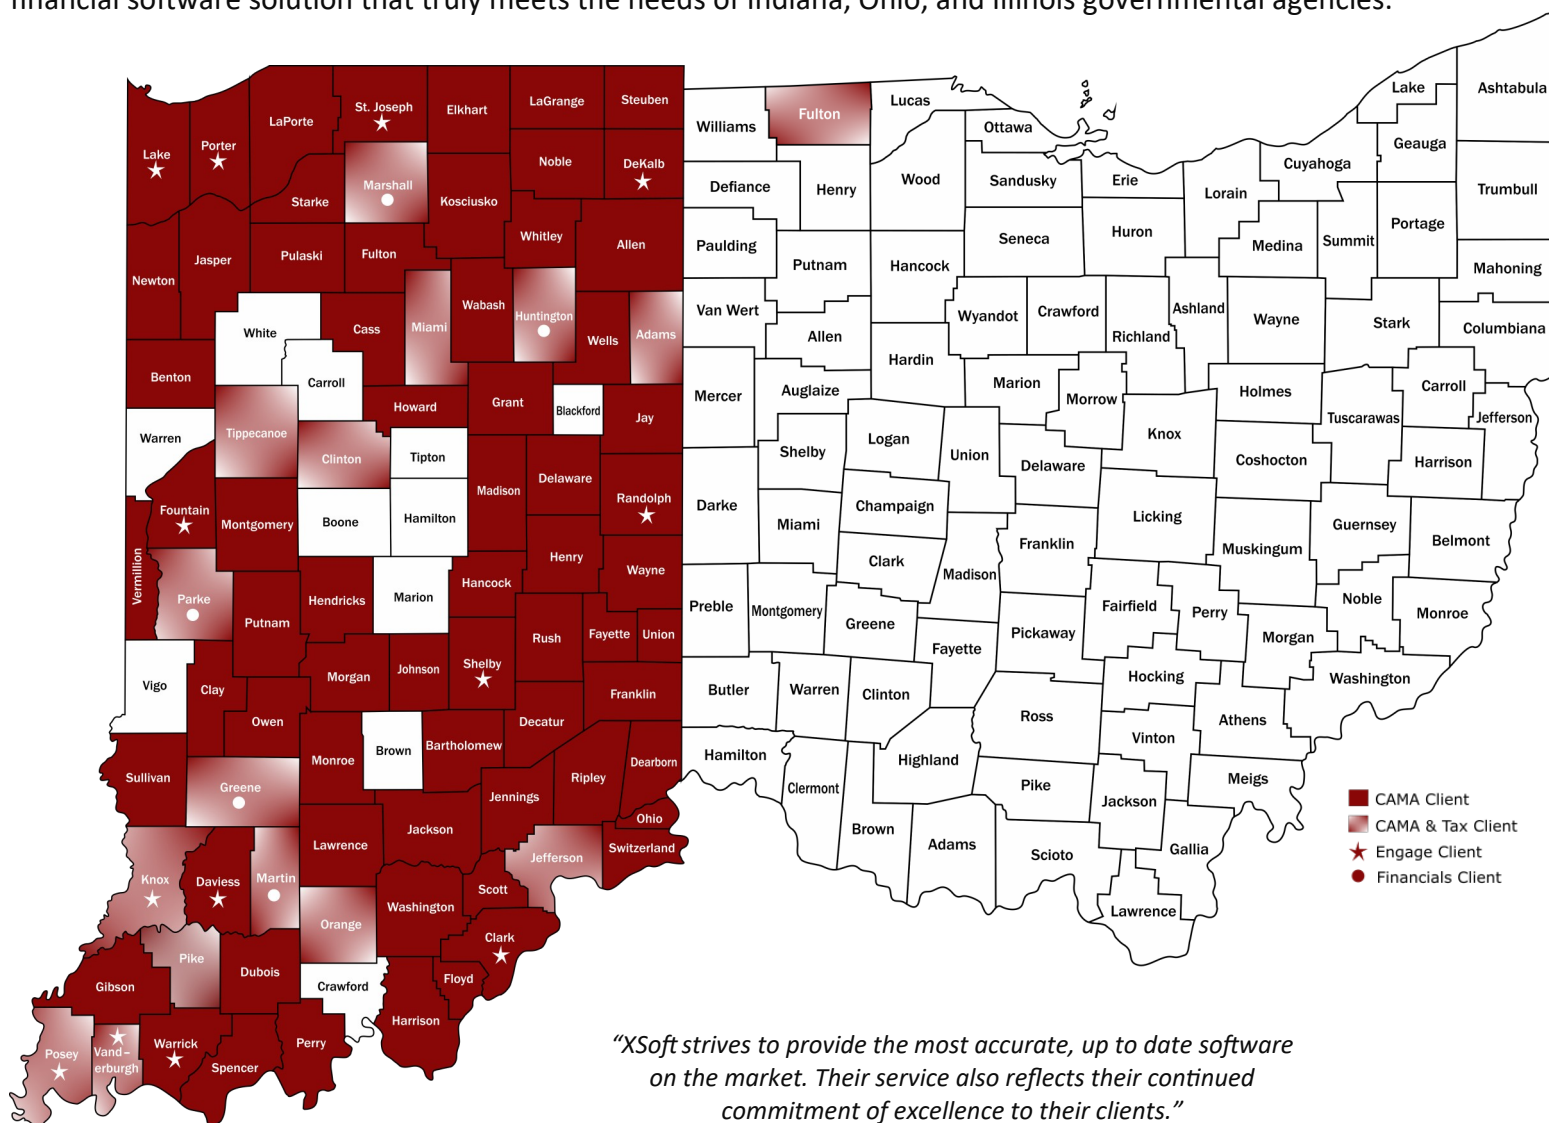 financial software solution that truly meets the needs of Indiana, Ohio, and Illinois governmental agencies.
Lake
Porter
LaPorte
St. Joseph
Elkhart
LaGrange
Steuben
Starke
Marshall
Kosciusko
Noble
DeKalb
Newton
Jasper
Pulaski
Fulton
Whitley
Allen
White
Cass
Miami
Wabash
Huntington
Wells
Adams
Benton
Carroll
Howard
Grant
Blackford
Jay
Warren
Tippecanoe
Clinton
Tipton
Madison
Delaware
Randolph
Fountain
Montgomery
Boone
Hamilton
Vermillion
Parke
Putnam
Hendricks
Marion
Hancock
Henry
Wayne
Vigo
Clay
Owen
Morgan
Johnson
Shelby
Rush
Fayette
Union
Franklin
Sullivan
Greene
Monroe
Brown
Bartholomew
Decatur
Jennings
Ripley
Dearborn
Ohio
Switzerland
Knox
Daviess
Martin
Lawrence
Jackson
Jefferson
Scott
Orange
Washington
Clark
Floyd
Gibson
Pike
Dubois
Crawford
Harrison
Posey
Vand–
erburgh
Warrick
Spencer
Perry
Williams
Fulton
Lucas
Ottawa
Lake
Ashtabula
Geauga
Cuyahoga
Defiance
Henry
Wood
Sandusky
Erie
Lorain
Trumbull
Paulding
Putnam
Hancock
Seneca
Huron
Medina
Summit
Portage
Mahoning
Van Wert
Allen
Hardin
Wyandot
Crawford
Richland
Ashland
Wayne
Stark
Columbiana
Mercer
Auglaize
Marion
Morrow
Knox
Holmes
Tuscarawas
Carroll
Jefferson
Shelby
Logan
Union
Delaware
Coshocton
Harrison
Darke
Miami
Champaign
Clark
Madison
Franklin
Licking
Muskingum
Guernsey
Belmont
Preble
Montgomery
Greene
Fayette
Pickaway
Fairfield
Perry
Morgan
Noble
Monroe
Butler
Warren
Clinton
Ross
Hocking
Athens
Washington
Hamilton
Clermont
Highland
Vinton
Meigs
Brown
Adams
Pike
Scioto
Jackson
Gallia
Lawrence
CAMA Client
CAMA & Tax Client
Engage Client
Financials Client
“XSoft strives to provide the most accurate, up to date software
on the market. Their service also reflects their continued
commitment of excellence to their clients.”